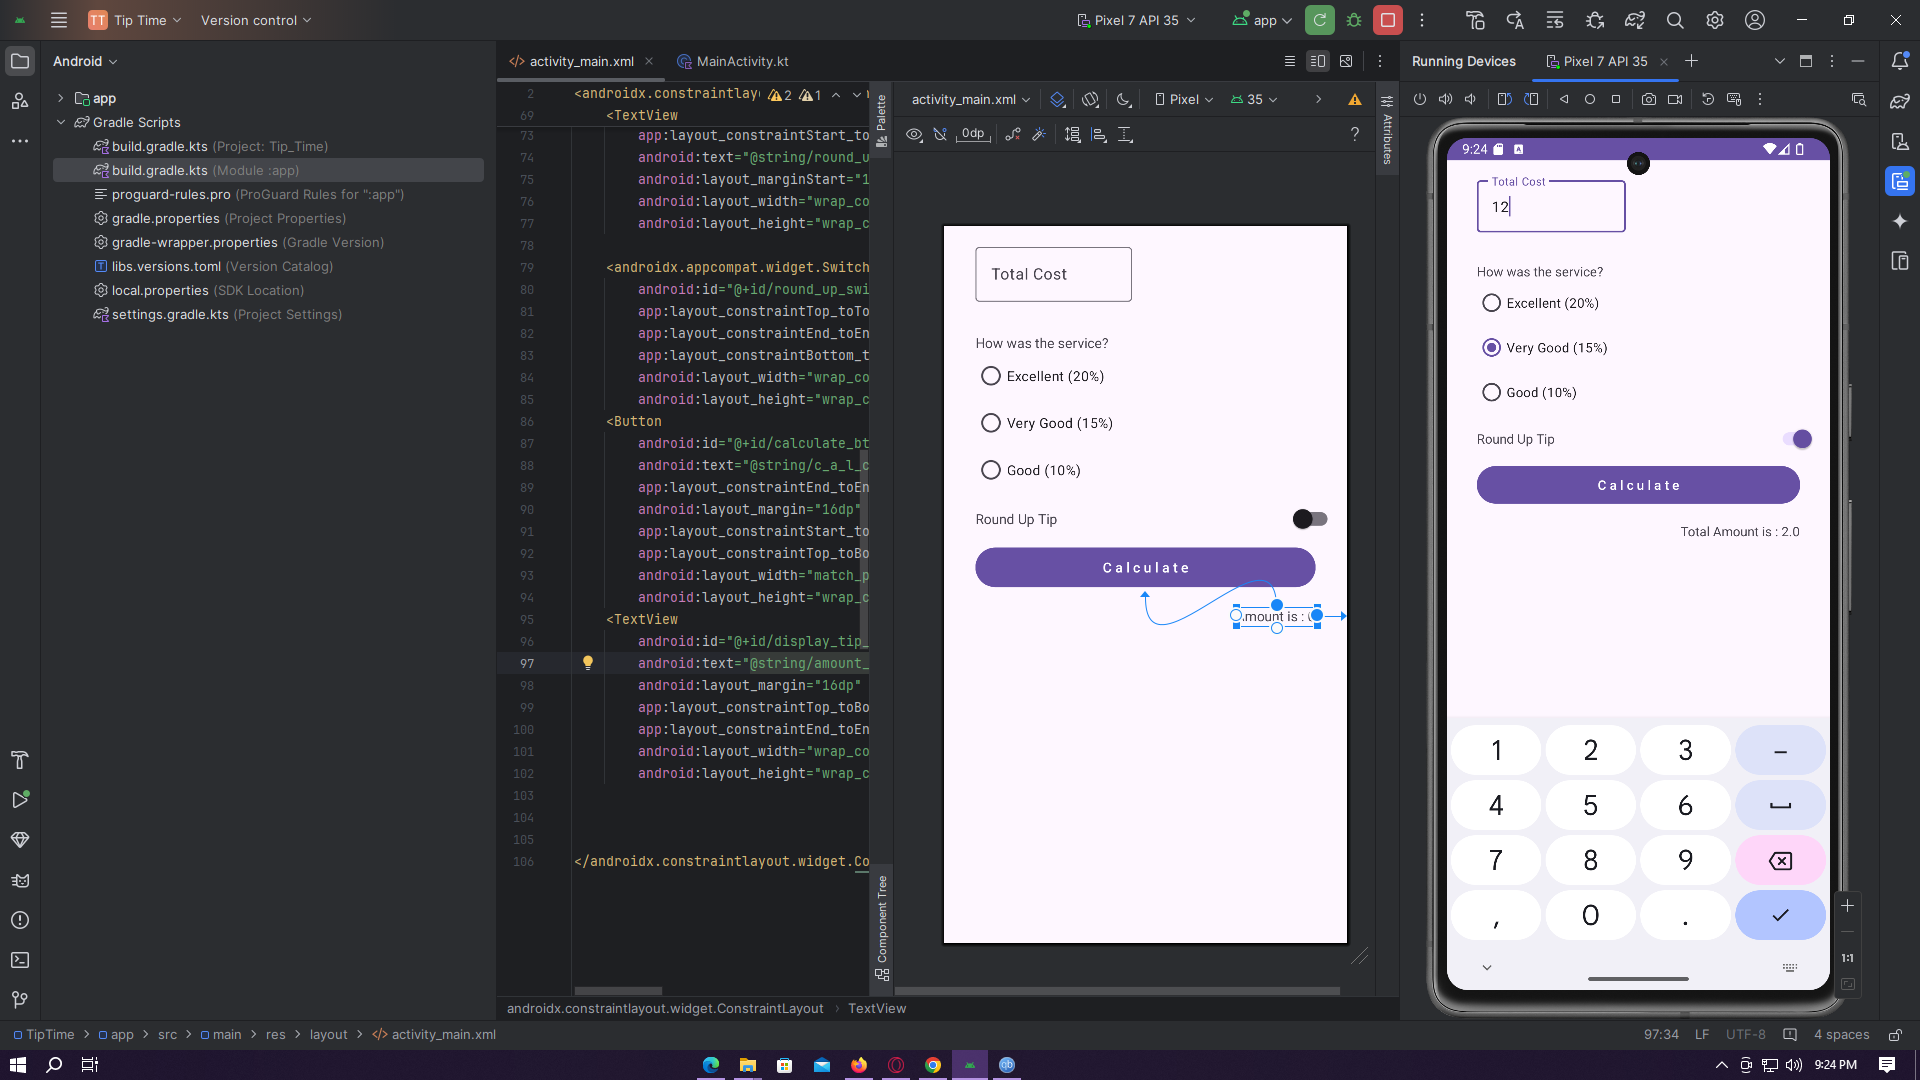 TT Tip Time Version control Pixel 7 API 35 app
Android
app
Gradle Scripts
build.gradle.kts (Project: Tip_Time)
build.gradle.kts (Module :app)
proguard-rules.pro (ProGuard Rules for ":app")
gradle.properties (Project Properties)
gradle-wrapper.properties (Gradle Version)
libs.versions.toml (Version Catalog)
local.properties (SDK Location)
settings.gradle.kts (Project Settings)
activity_main.xml MainActivity.kt
2 <androidx.constraintlay 2 1
69 <TextView
73 app:layout_constraintStart_to
74 android:text="@string/round_u
75 android:layout_marginStart="1
76 android:layout_width="wrap_co
77 android:layout_height="wrap_c
78
79 <androidx.appcompat.widget.Switch
80 android:id="@+id/round_up_swi
81 app:layout_constraintTop_toTo
82 app:layout_constraintEnd_toEn
83 app:layout_constraintBottom_t
84 android:layout_width="wrap_co
85 android:layout_height="wrap_c
86 <Button
87 android:id="@+id/calculate_bt
88 android:text="@string/c_a_l_c
89 app:layout_constraintEnd_toEn
90 android:layout_margin="16dp"
91 app:layout_constraintStart_to
92 app:layout_constraintTop_toBo
93 android:layout_width="match_p
94 android:layout_height="wrap_c
95 <TextView
96 android:id="@+id/display_tip_
97 android:text="@string/amount_
98 android:layout_margin="16dp"
99 app:layout_constraintTop_toBo
100 app:layout_constraintEnd_toEn
101 android:layout_width="wrap_co
102 android:layout_height="wrap_c
103
104
105
106 </androidx.constraintlayout.widget.Co
androidx.constraintlayout.widget.ConstraintLayout TextView
Palette
Component Tree
activity_main.xml Pixel 35
0dp ?
Attributes
Total Cost
How was the service?
Excellent (20%)
Very Good (15%)
Good (10%)
Round Up Tip
Calculate
mount is :
Running Devices Pixel 7 API 35
9:24
Total Cost
12
How was the service?
Excellent (20%)
Very Good (15%)
Good (10%)
Round Up Tip
Calculate
Total Amount is : 2.0
1 2 3 –
4 5 6
7 8 9
, 0 .
1:1
TipTime app src main res layout activity_main.xml
97:34 LF UTF-8 4 spaces
9:24 PM